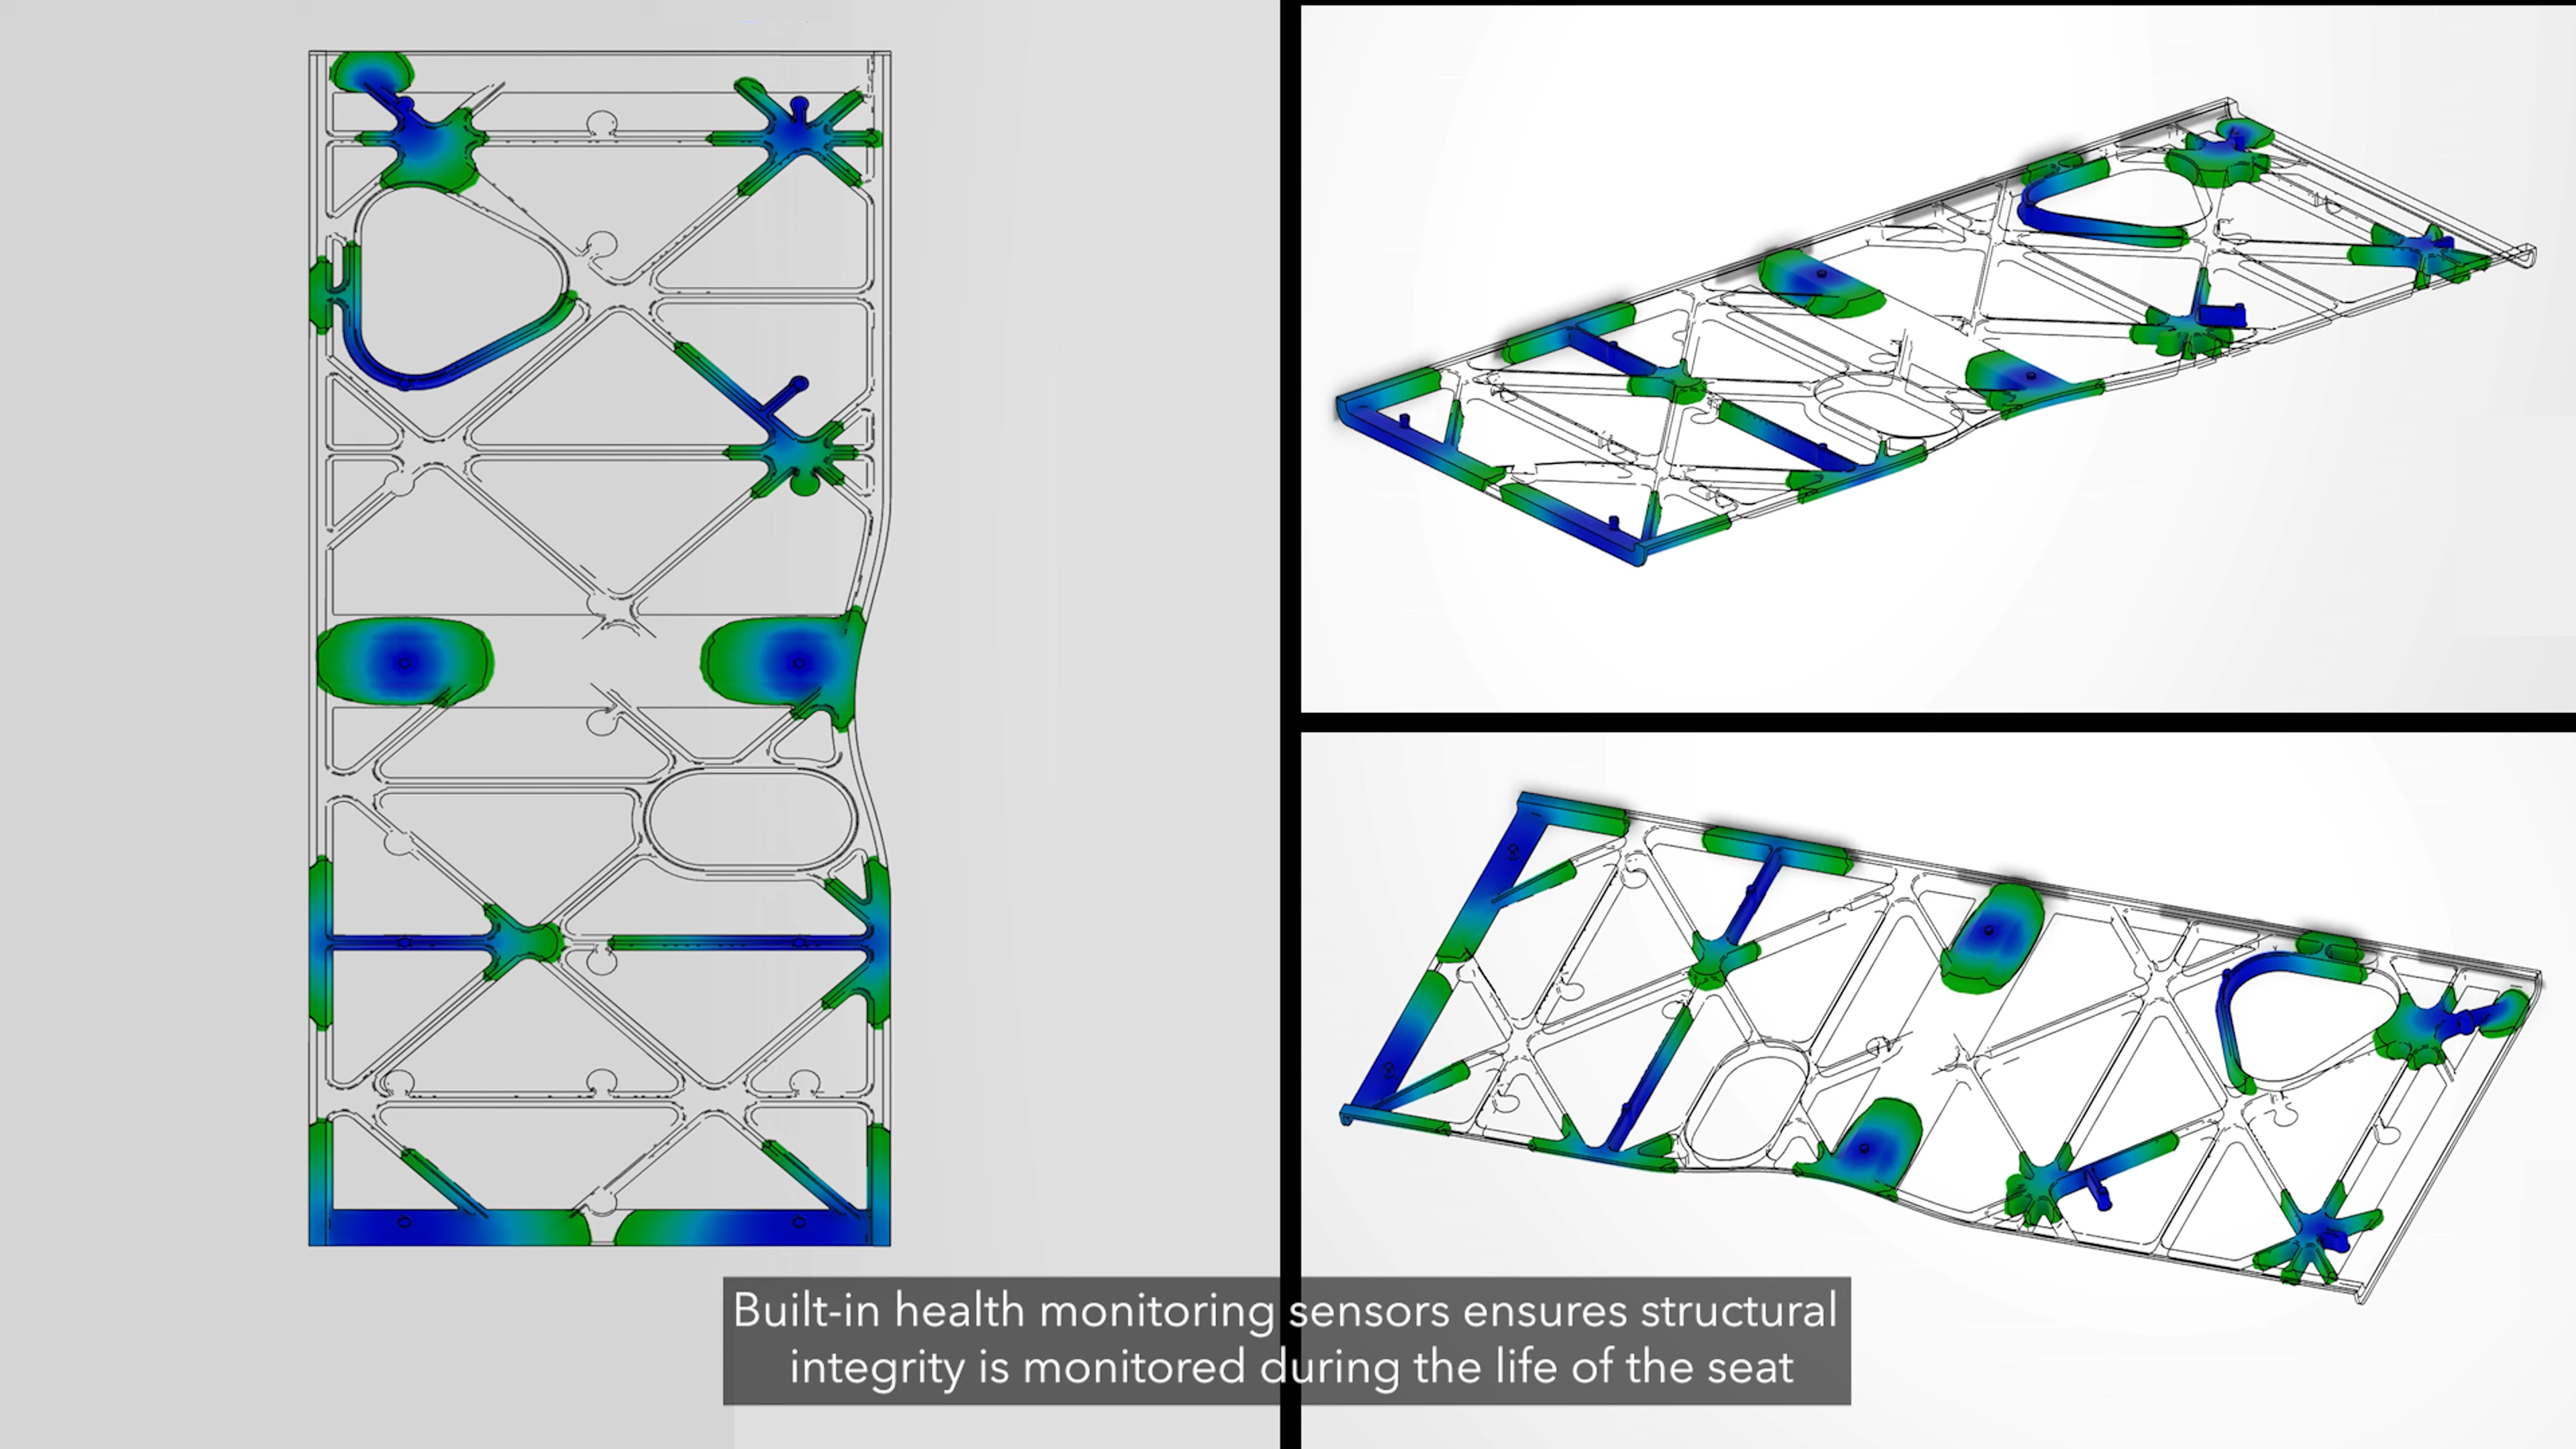 Built-in health monitoring sensors ensures structural
integrity is monitored during the life of the seat